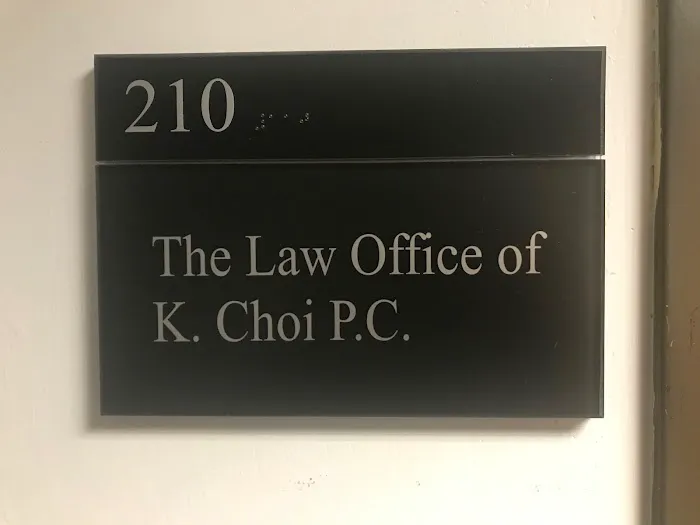 210
The Law Office of
K. Choi P.C.